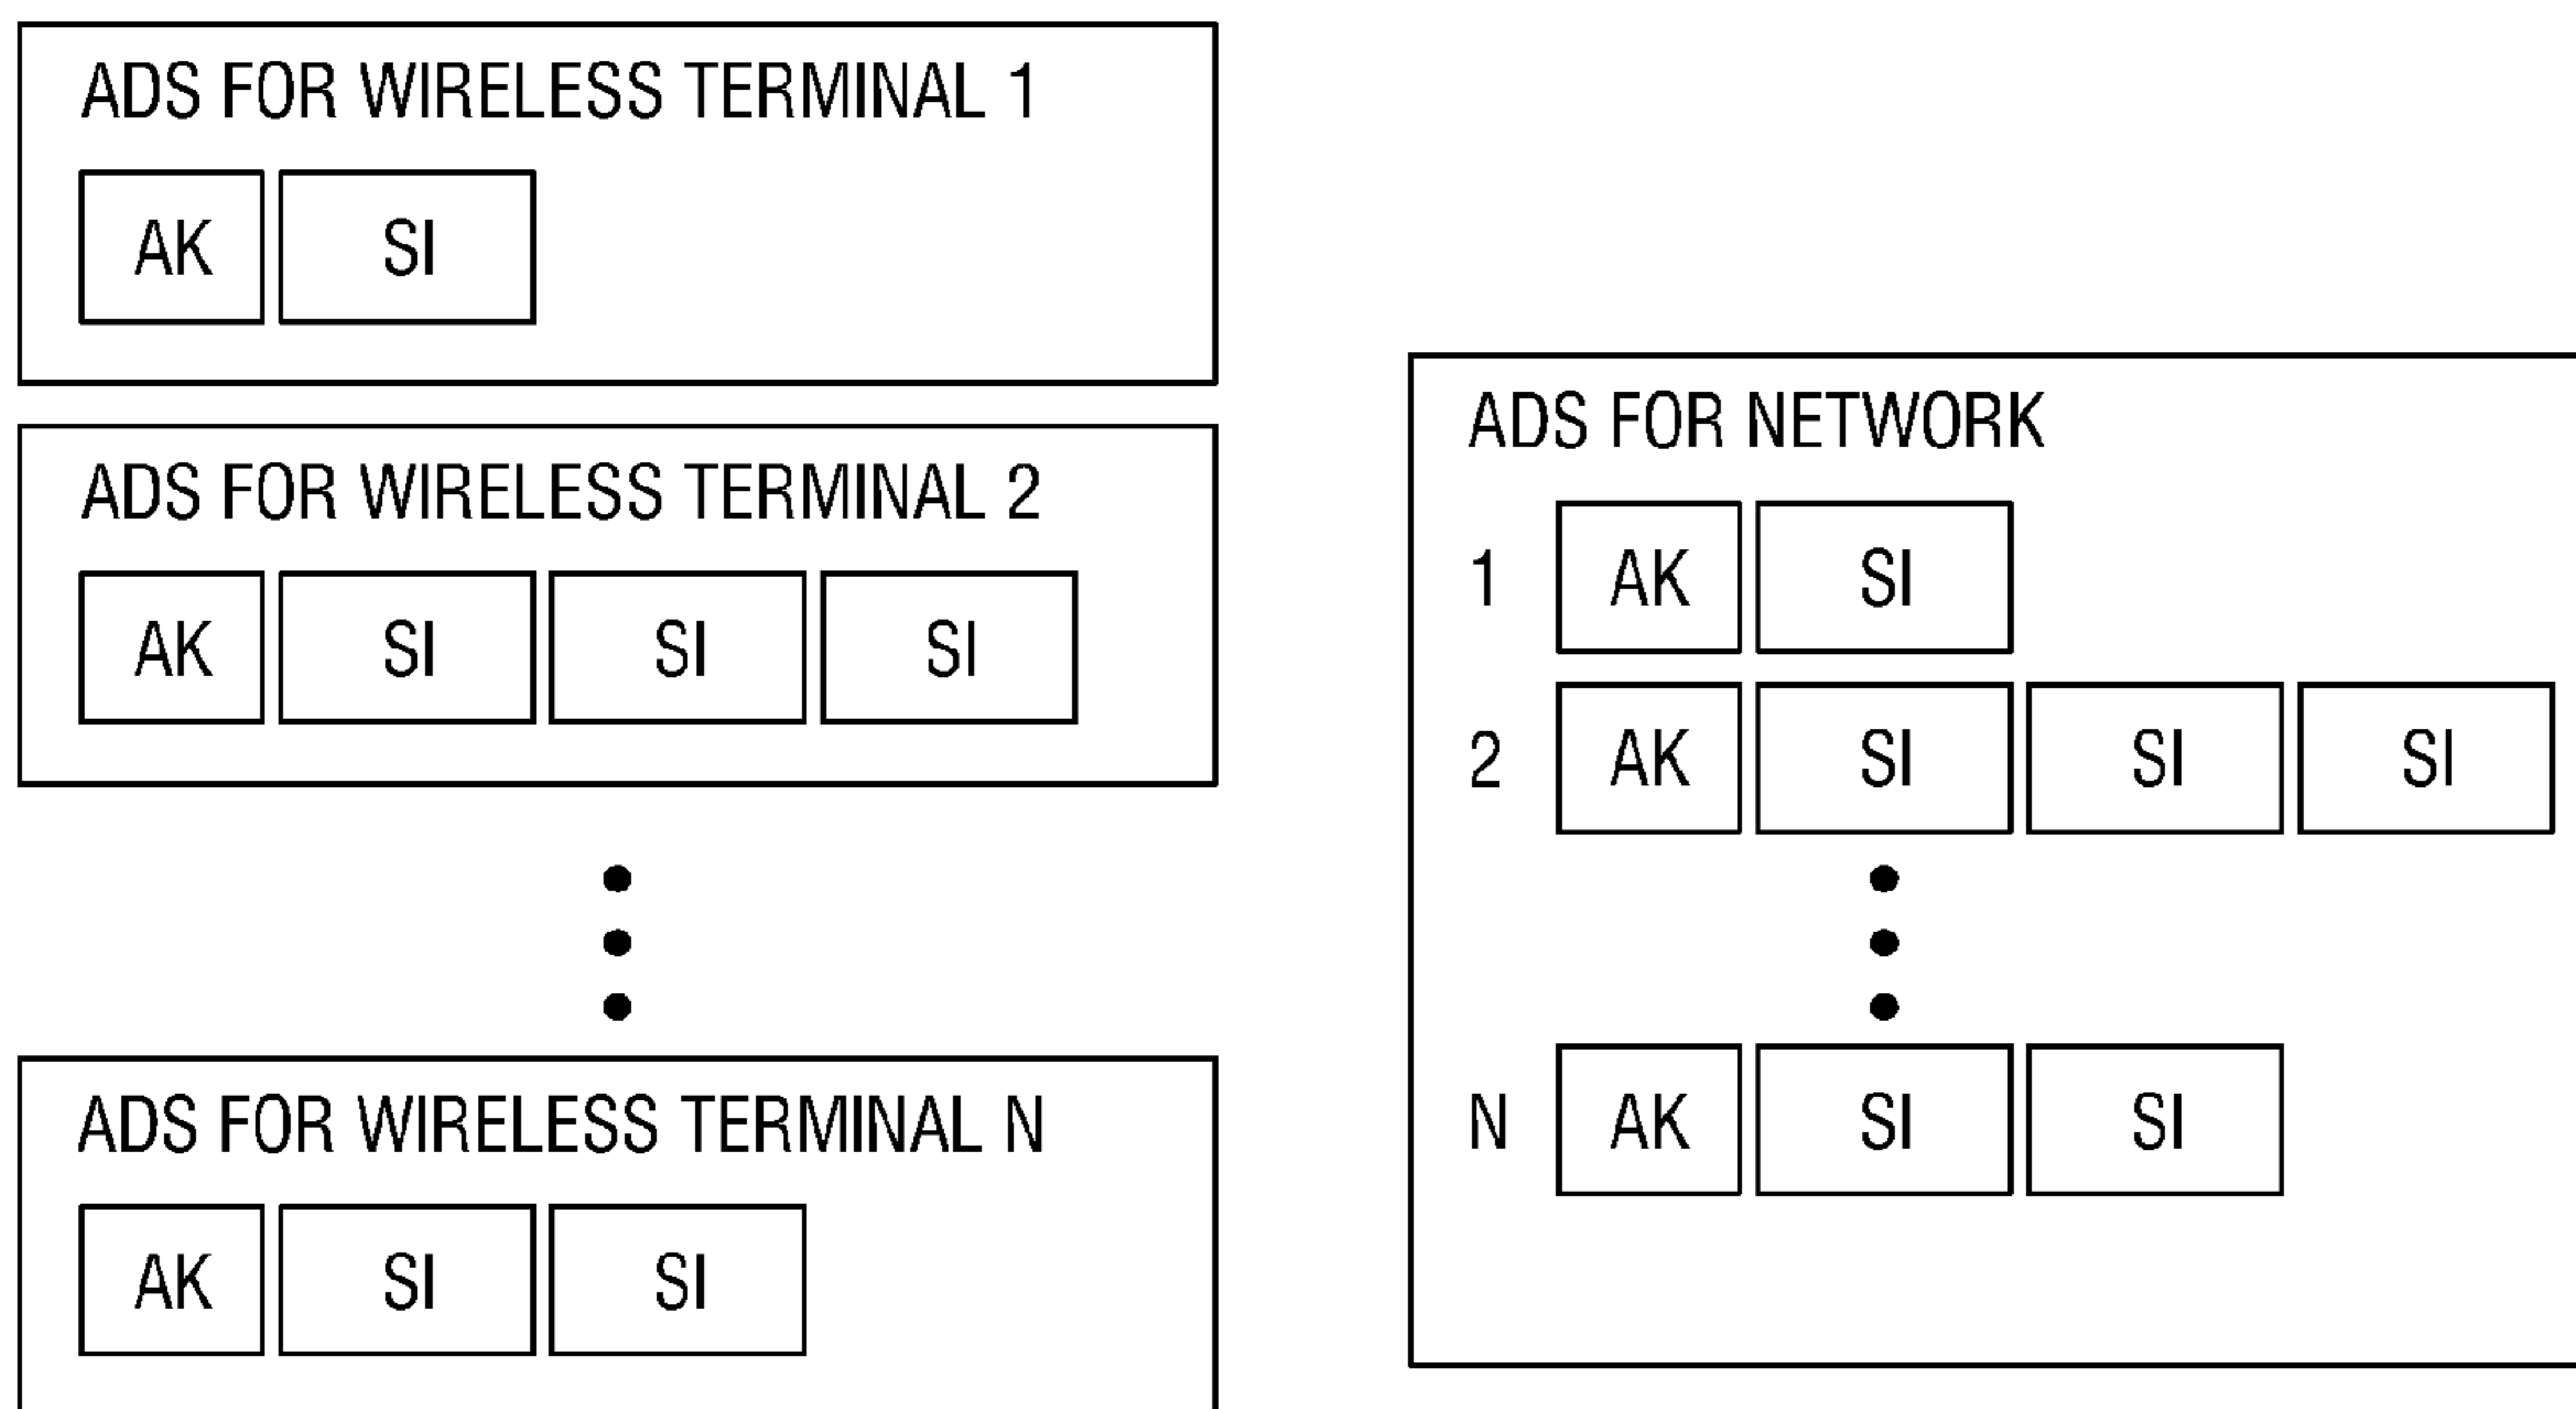 ADS FOR WIRELESS TERMINAL 1
AK SI
ADS FOR WIRELESS TERMINAL 2
AK SI SI SI
ADS FOR WIRELESS TERMINAL N
AK SI SI
ADS FOR NETWORK
1 AK SI
2 AK SI SI SI
N AK SI SI